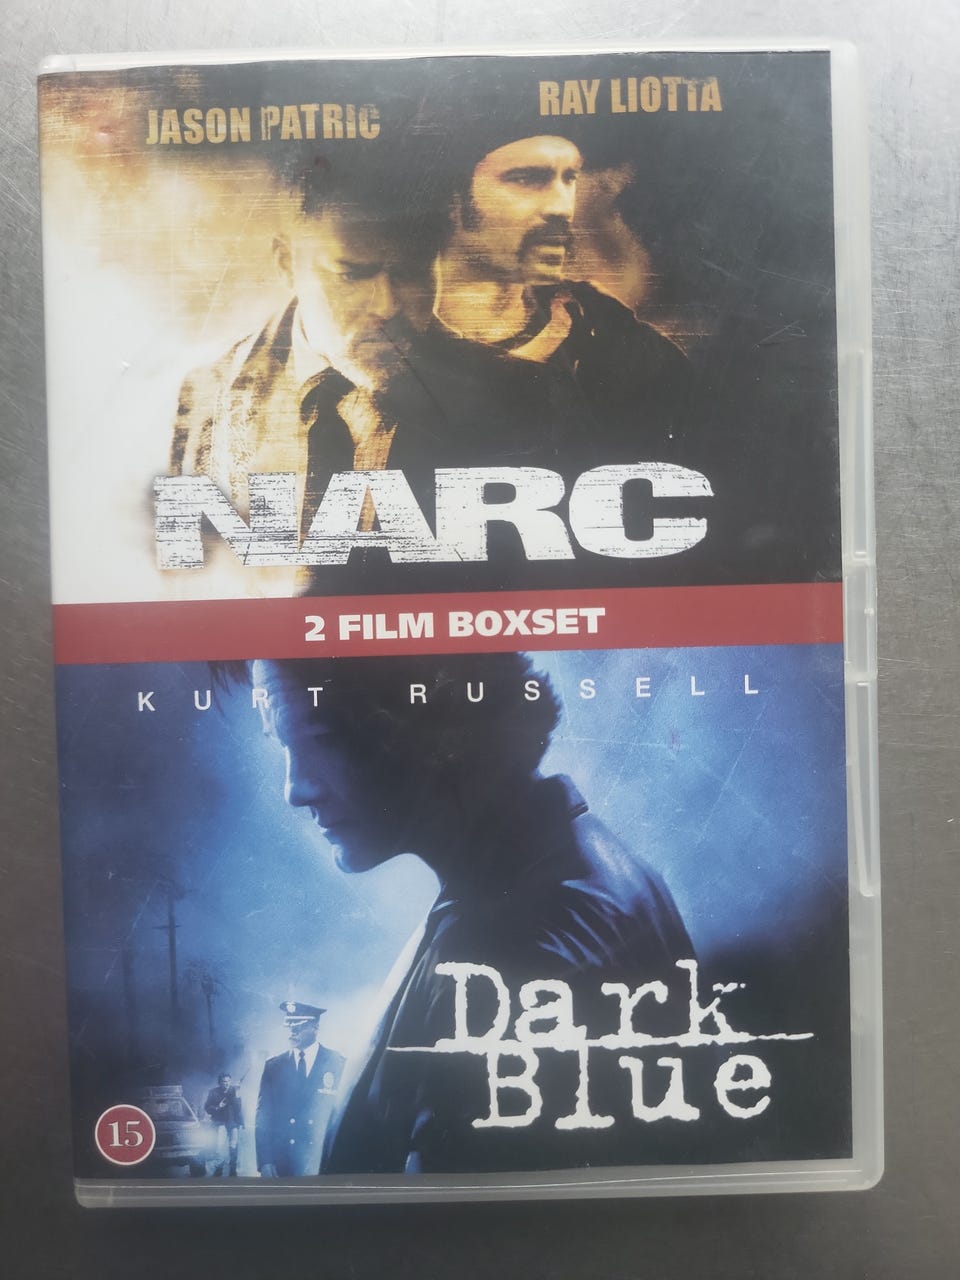 JASON PATRIC
RAY LIOTTA
NARC
2 FILM BOXSET
KURT RUSSELL
Dark
Blue
15